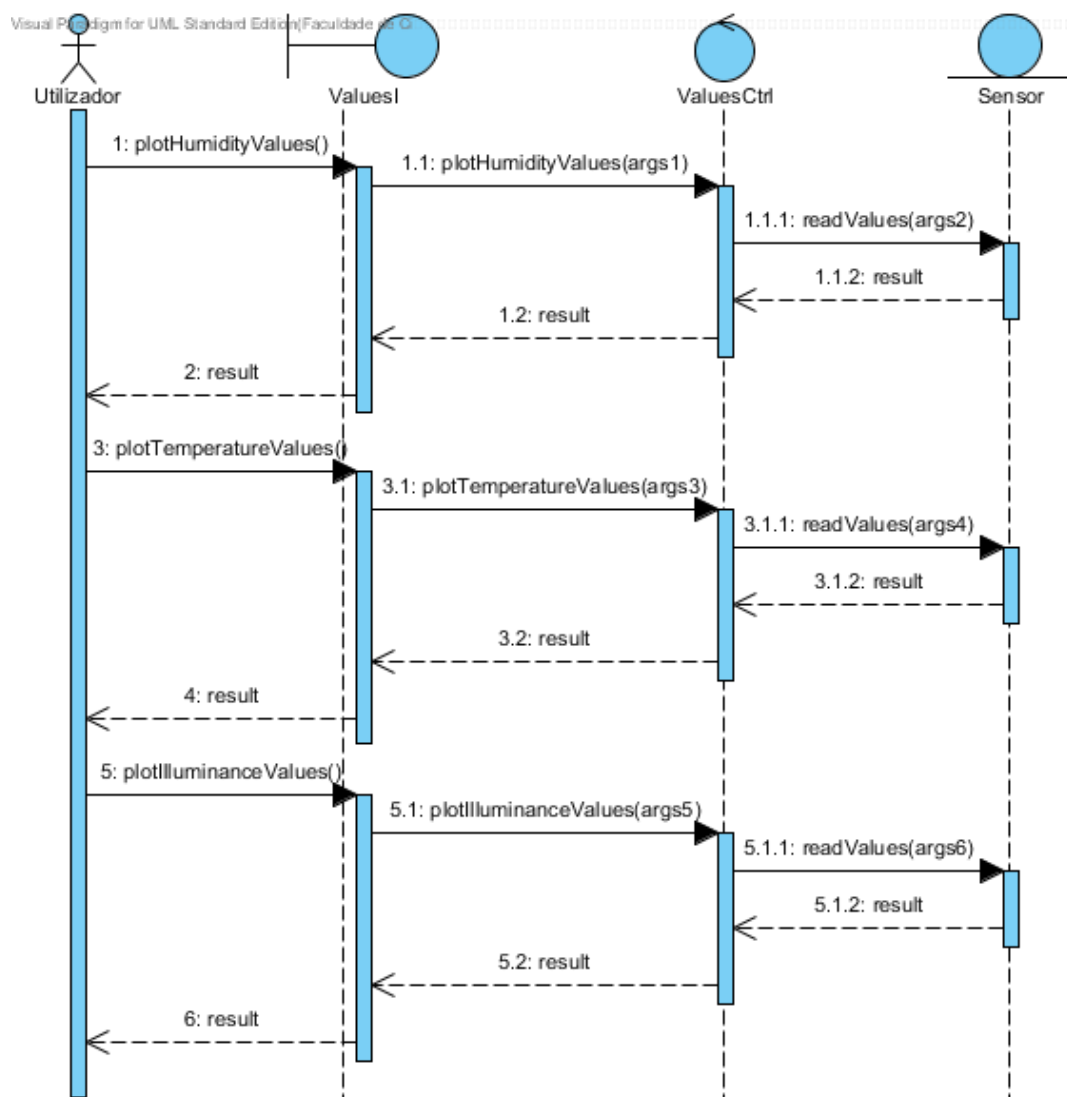 Visual Paradigm for UML Standard Edition(Faculdade de
Utilizador
ValuesI
ValuesCtrl
Sensor
1: plotHumidityValues()
1.1: plotHumidityValues(args1)
1.1.1: readValues(args2)
1.1.2: result
1.2: result
2: result
3: plotTemperatureValues()
3.1: plotTemperatureValues(args3)
3.1.1: readValues(args4)
3.1.2: result
3.2: result
4: result
5: plotIlluminanceValues()
5.1: plotIlluminanceValues(args5)
5.1.1: readValues(args6)
5.1.2: result
5.2: result
6: result